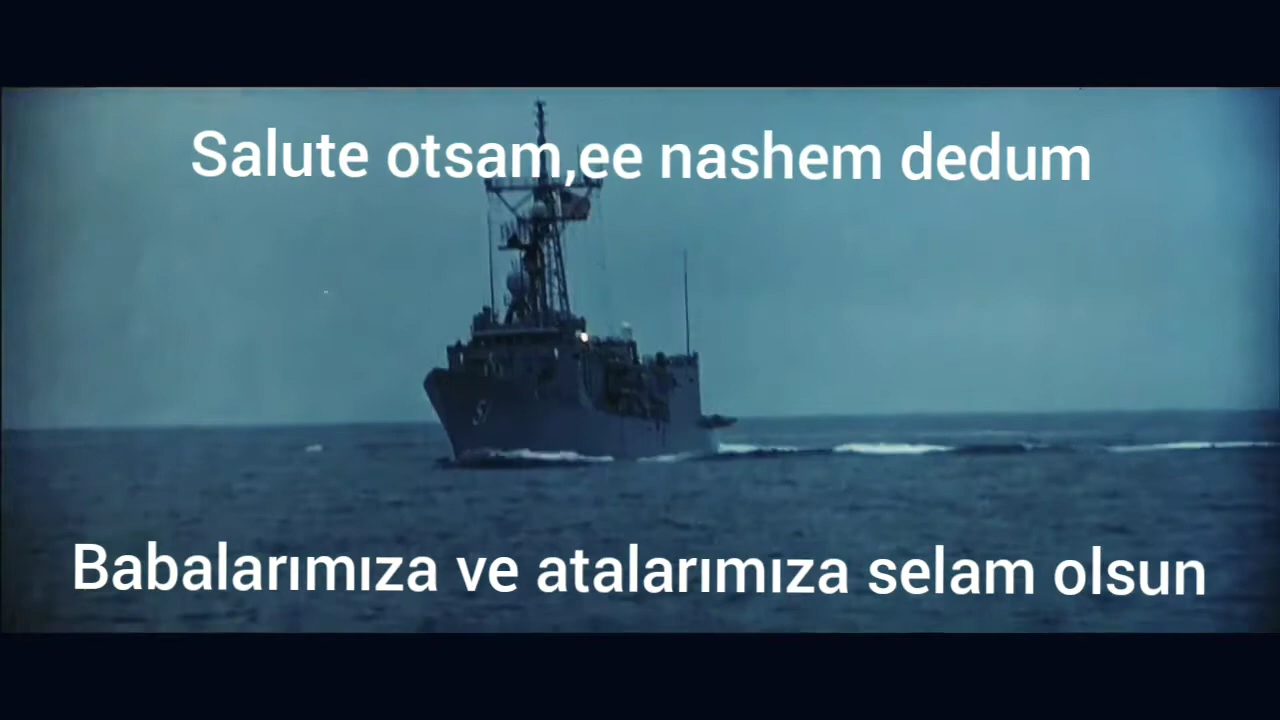 Salute otsam,ee nashem dedum
Babalarımıza ve atalarımıza selam olsun